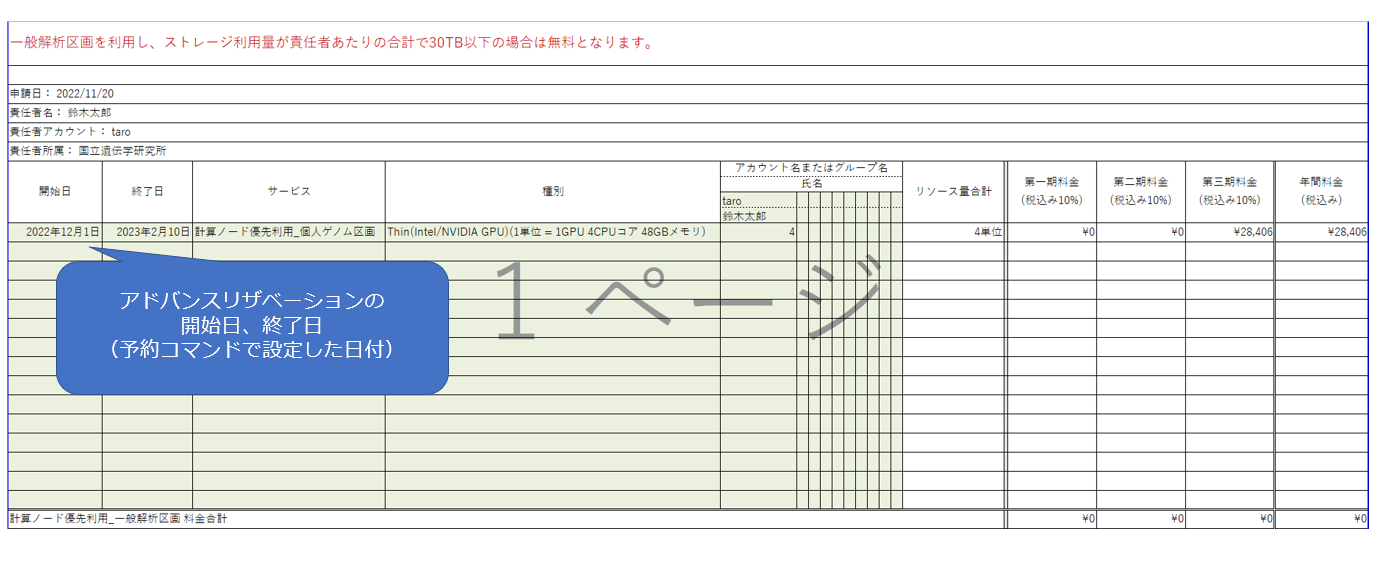 一般解析区画を利用し、ストレージ利用量が責任者あたりの合計で30TB以下の場合は無料となります。
申請日： 2022/11/20
責任者名： 鈴木太郎
責任者アカウント： taro
責任者所属： 国立遺伝学研究所
開始日 終了日 サービス 種別 アカウント名またはグループ名 リソース量合計 第一期料金 第二期料金 第三期料金 年間料金
氏名 (税込み10%) (税込み10%) (税込み10%) (税込み)
taro
鈴木太郎
2022年12月1日 2023年2月10日 計算ノード優先利用_個人ゲノム区画 Thin(Intel/NVIDIA GPU)(1単位 = 1GPU 4CPUコア 48GBメモリ) 4 4単位 ¥0 ¥0 ¥28,406 ¥28,406
アドバンスリザベーションの
開始日、終了日
（予約コマンドで設定した日付）
1 ページ
計算ノード優先利用_一般解析区画 料金合計 ¥0 ¥0 ¥0 ¥0